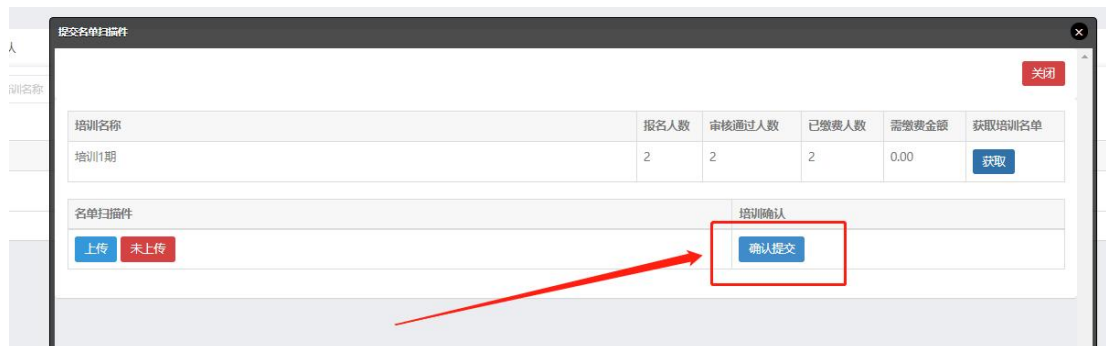 提交名单扫描件
人
关闭
培训名称
培训名称 报名人数 审核通过人数 已缴费人数 需缴费金额 获取培训名单
培训1期 2 2 2 0.00 获取
名单扫描件 培训确认
上传 未上传 确认提交